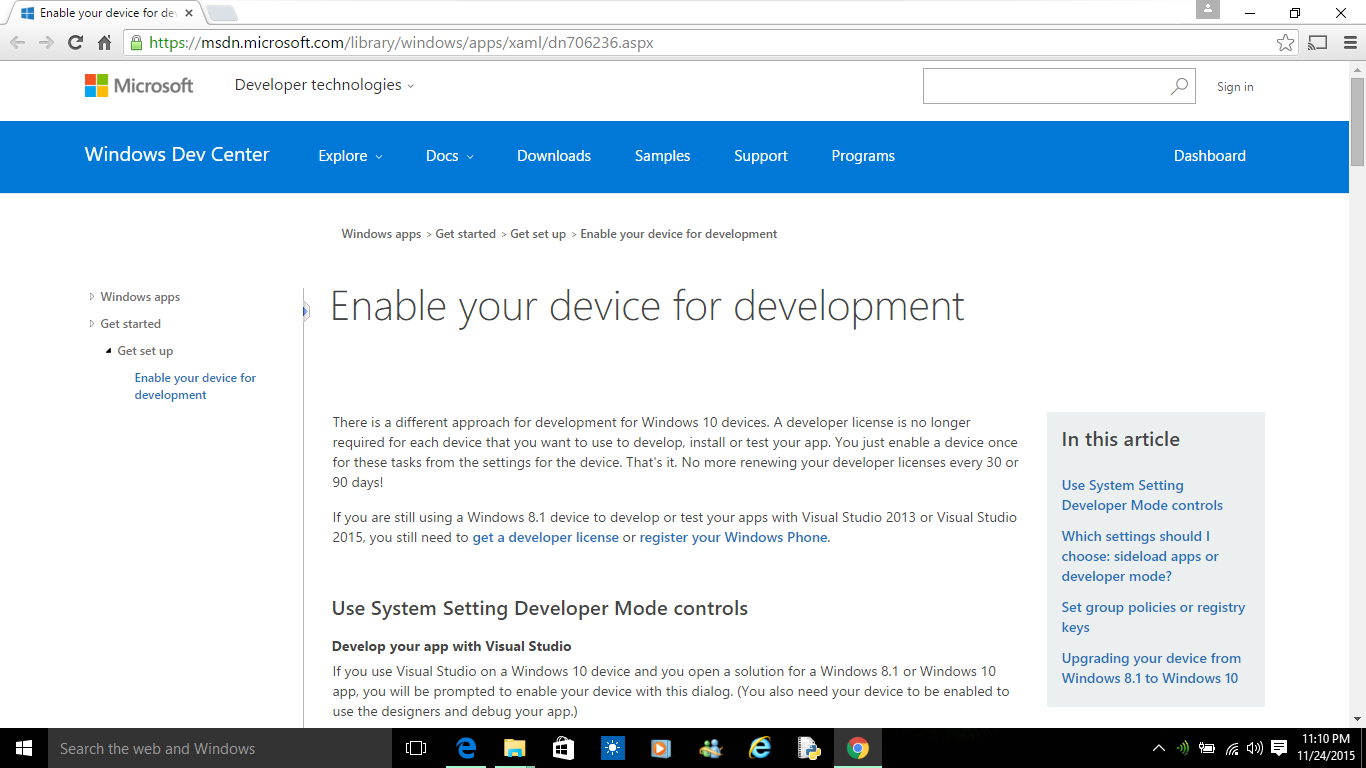 Enable your device for de
https://msdn.microsoft.com/library/windows/apps/xaml/dn706236.aspx
Microsoft
Developer technologies
Sign in
Windows Dev Center
Explore
Docs
Downloads
Samples
Support
Programs
Dashboard
Windows apps > Get started > Get set up > Enable your device for development
Windows apps
Get started
Get set up
Enable your device for
development
Enable your device for development
There is a different approach for development for Windows 10 devices. A developer license is no longer
required for each device that you want to use to develop, install or test your app. You just enable a device once
for these tasks from the settings for the device. That's it. No more renewing your developer licenses every 30 or
90 days!
If you are still using a Windows 8.1 device to develop or test your apps with Visual Studio 2013 or Visual Studio
2015, you still need to get a developer license or register your Windows Phone.
Use System Setting Developer Mode controls
Develop your app with Visual Studio
If you use Visual Studio on a Windows 10 device and you open a solution for a Windows 8.1 or Windows 10
app, you will be prompted to enable your device with this dialog. (You also need your device to be enabled to
use the designers and debug your app.)
In this article
Use System Setting
Developer Mode controls
Which settings should I
choose: sideload apps or
developer mode?
Set group policies or registry
keys
Upgrading your device from
Windows 8.1 to Windows 10
Search the web and Windows
11:10 PM
11/24/2015